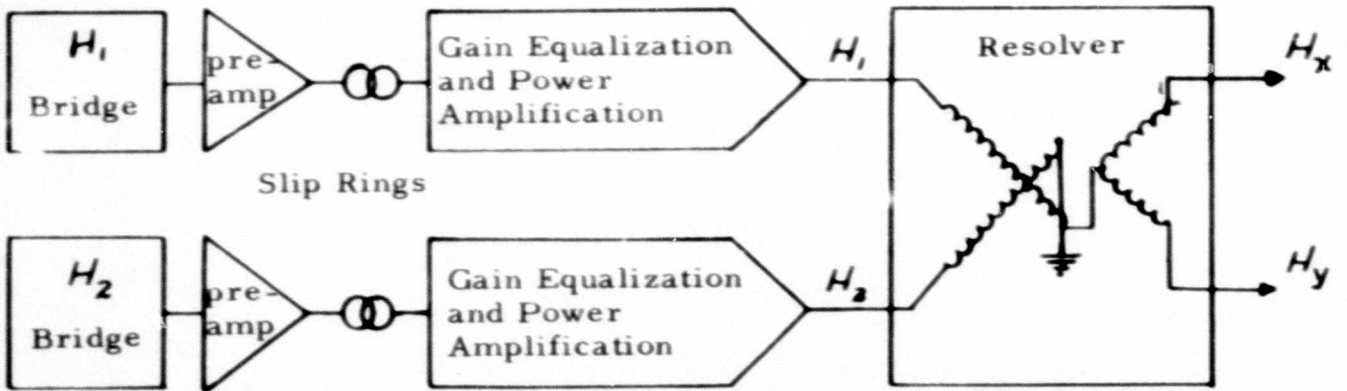 H₁
Bridge
pre-
amp
Gain Equalization
and Power
Amplification
H₁
Resolver
Hx
Slip Rings
H₂
Bridge
pre-
amp
Gain Equalization
and Power
Amplification
H₂
Hy